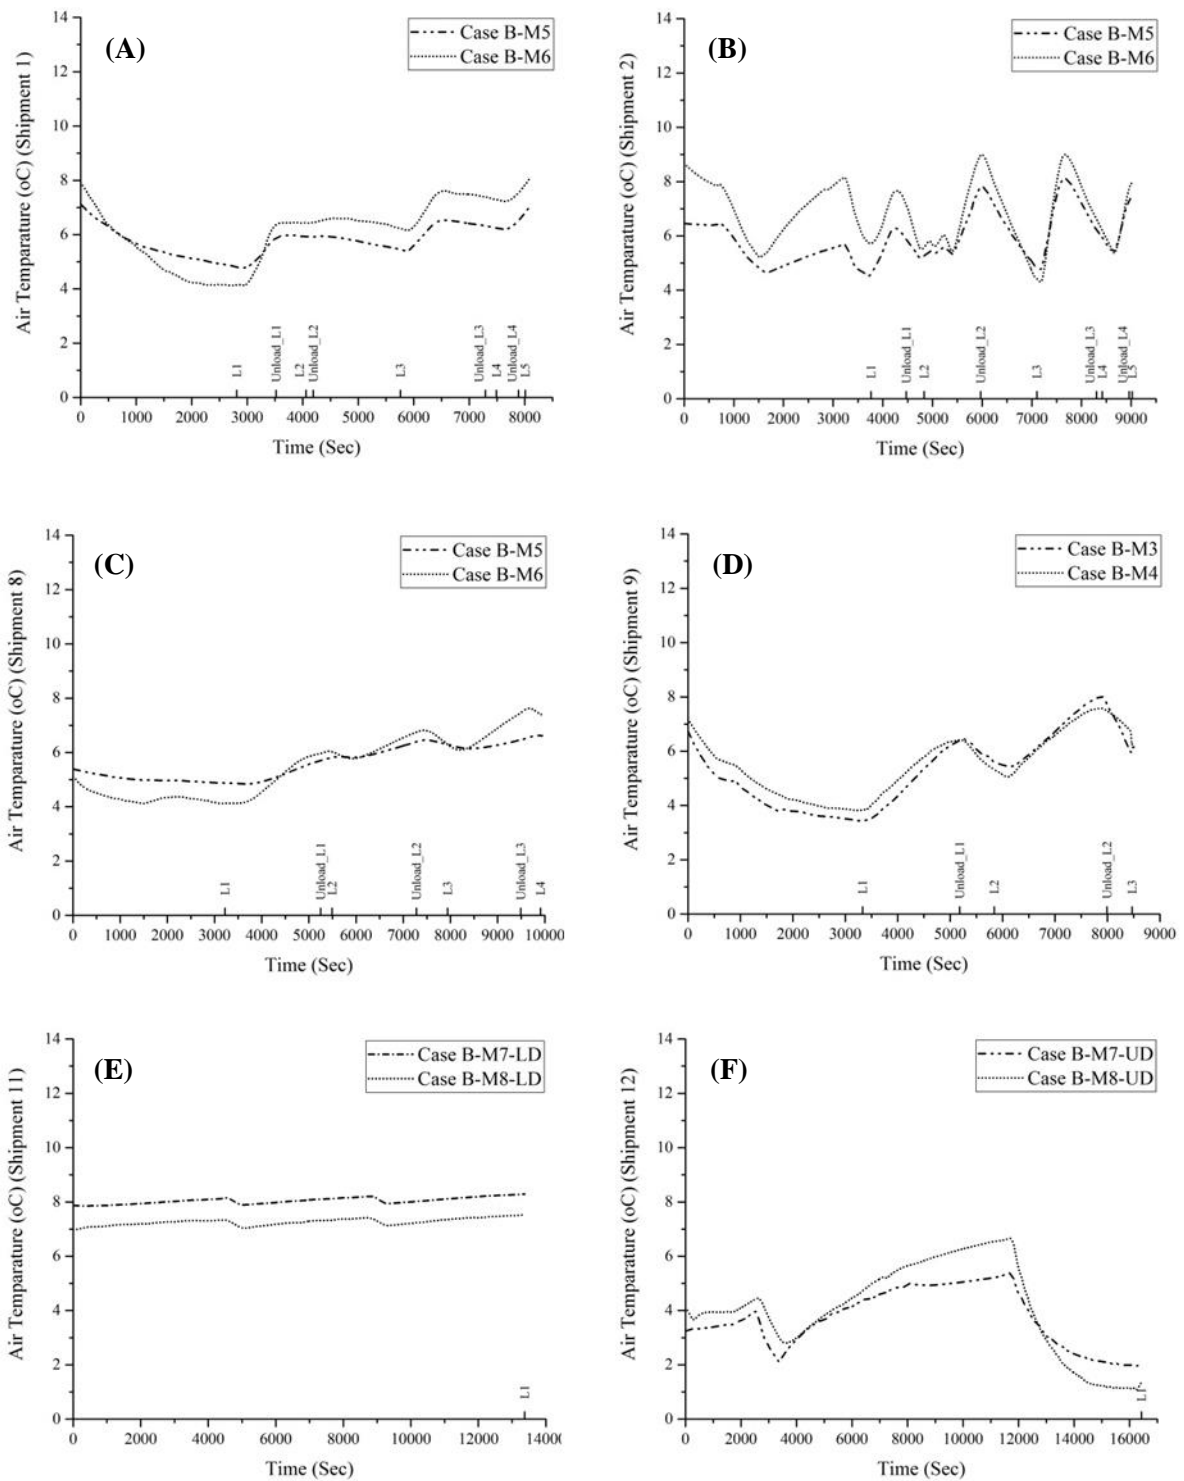 (A)
Case B-M5
Case B-M6
Air Temparature (oC) (Shipment 1)
14
12
10
8
6
4
2
0
L1
Unload_L1
L2
Unload_L2
L3
Unload_L3
L4
Unload_L4
L5
0 1000 2000 3000 4000 5000 6000 7000 8000
Time (Sec)
(B)
Case B-M5
Case B-M6
Air Temparature (oC) (Shipment 2)
14
12
10
8
6
4
2
0
L1
Unload_L1
L2
Unload_L2
L3
Unload_L3
L4
Unload_L4
L5
0 1000 2000 3000 4000 5000 6000 7000 8000 9000
Time (Sec)
(C)
Case B-M5
Case B-M6
Air Temparature (oC) (Shipment 8)
14
12
10
8
6
4
2
0
L1
Unload_L1
L2
Unload_L2
L3
Unload_L3
L4
0 1000 2000 3000 4000 5000 6000 7000 8000 9000 10000
Time (Sec)
(D)
Case B-M3
Case B-M4
Air Temparature (oC) (Shipment 9)
14
12
10
8
6
4
2
0
L1
Unload_L1
L2
Unload_L2
L3
0 1000 2000 3000 4000 5000 6000 7000 8000 9000
Time (Sec)
(E)
Case B-M7-LD
Case B-M8-LD
Air Temparature (oC) (Shipment 11)
14
12
10
8
6
4
2
0
L1
0 2000 4000 6000 8000 10000 12000 14000
Time (Sec)
(F)
Case B-M7-UD
Case B-M8-UD
Air Temparature (oC) (Shipment 12)
14
12
10
8
6
4
2
0
L1
0 2000 4000 6000 8000 10000 12000 14000 16000
Time (Sec)